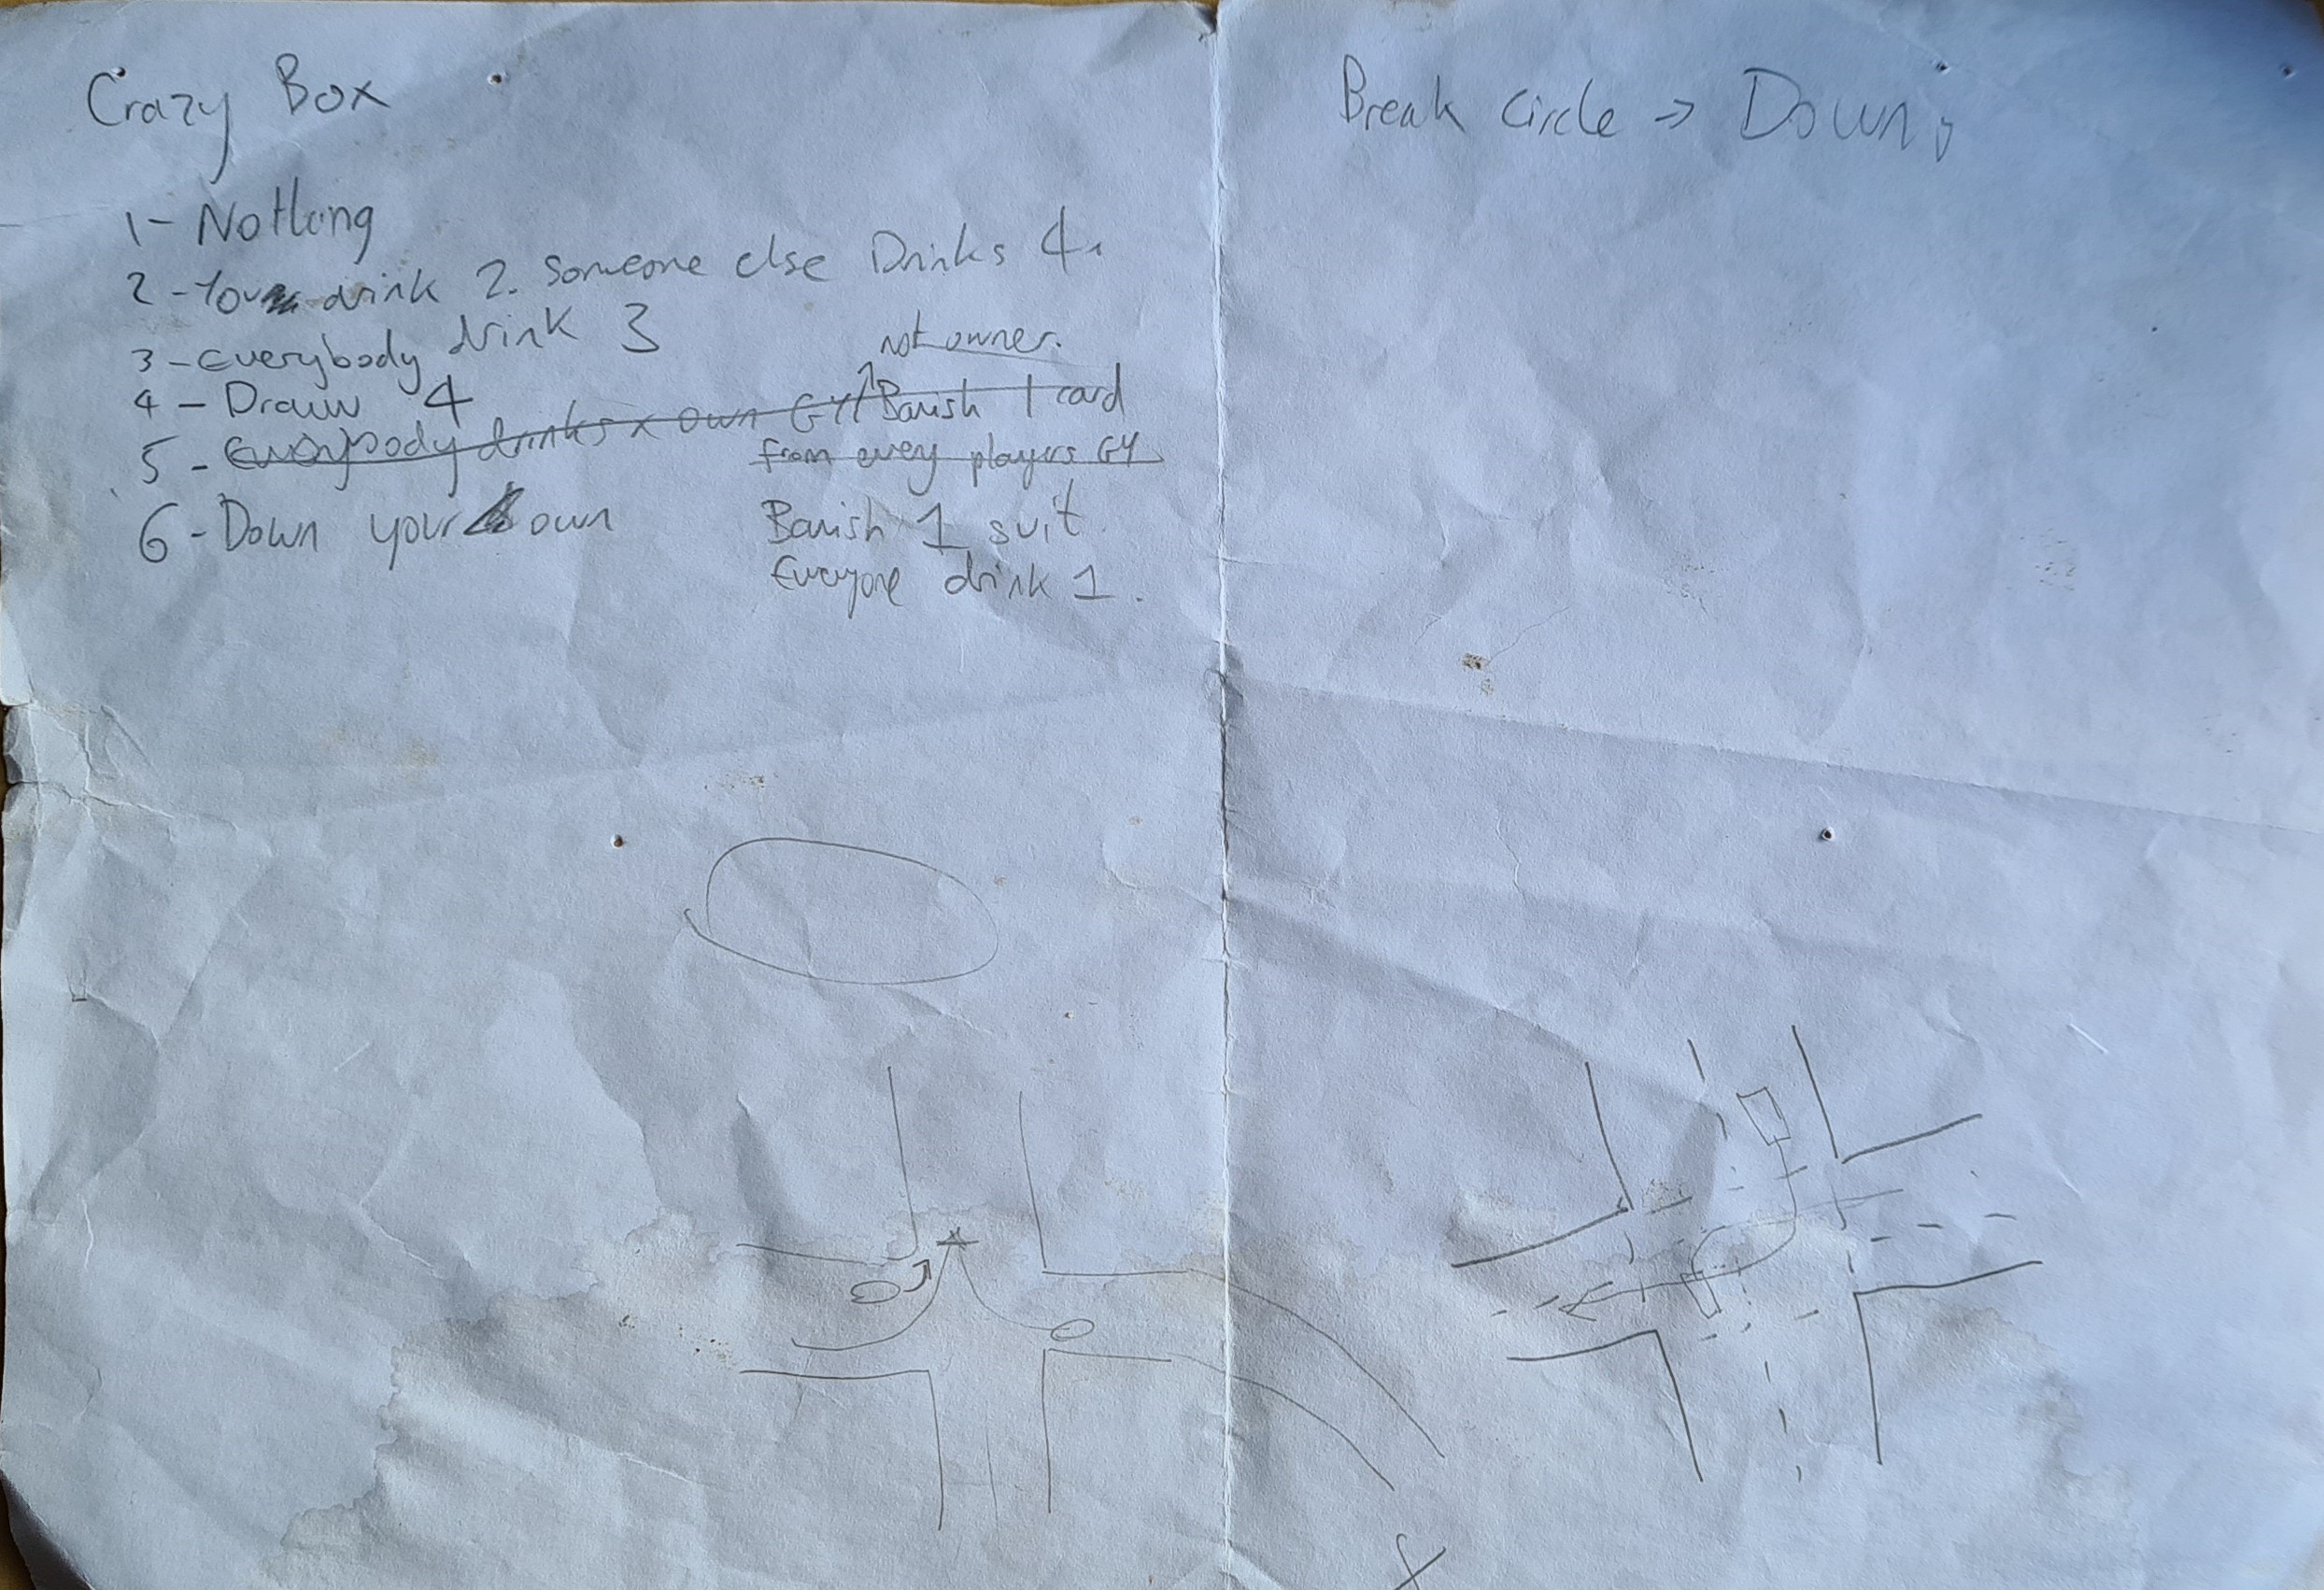 Crazy Box
1- Nothing
2- You drink 2. Someone else Drinks 4.
3- Everybody drink 3
4 - Draw 4
not owner.
5 - Everybody drinks x own GY / Banish 1 card
from every players GY
6 - Down your own
Banish 1 suit.
Everyone drink 1.
Break Circle → Down